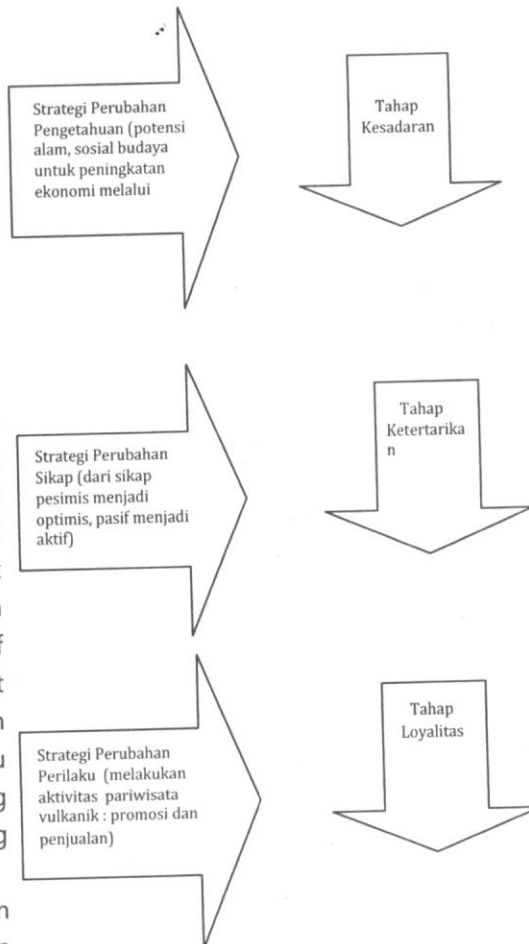 Strategi Perubahan
Pengetahuan (potensi
alam, sosial budaya
untuk peningkatan
ekonomi melalui
Tahap
Kesadaran
Strategi Perubahan
Sikap (dari sikap
pesimis menjadi
optimis, pasif menjadi
aktif)
Tahap
Ketertarika
n
Strategi Perubahan
Perilaku (melakukan
aktivitas pariwisata
vulkanik : promosi dan
penjualan)
Tahap
Loyalitas